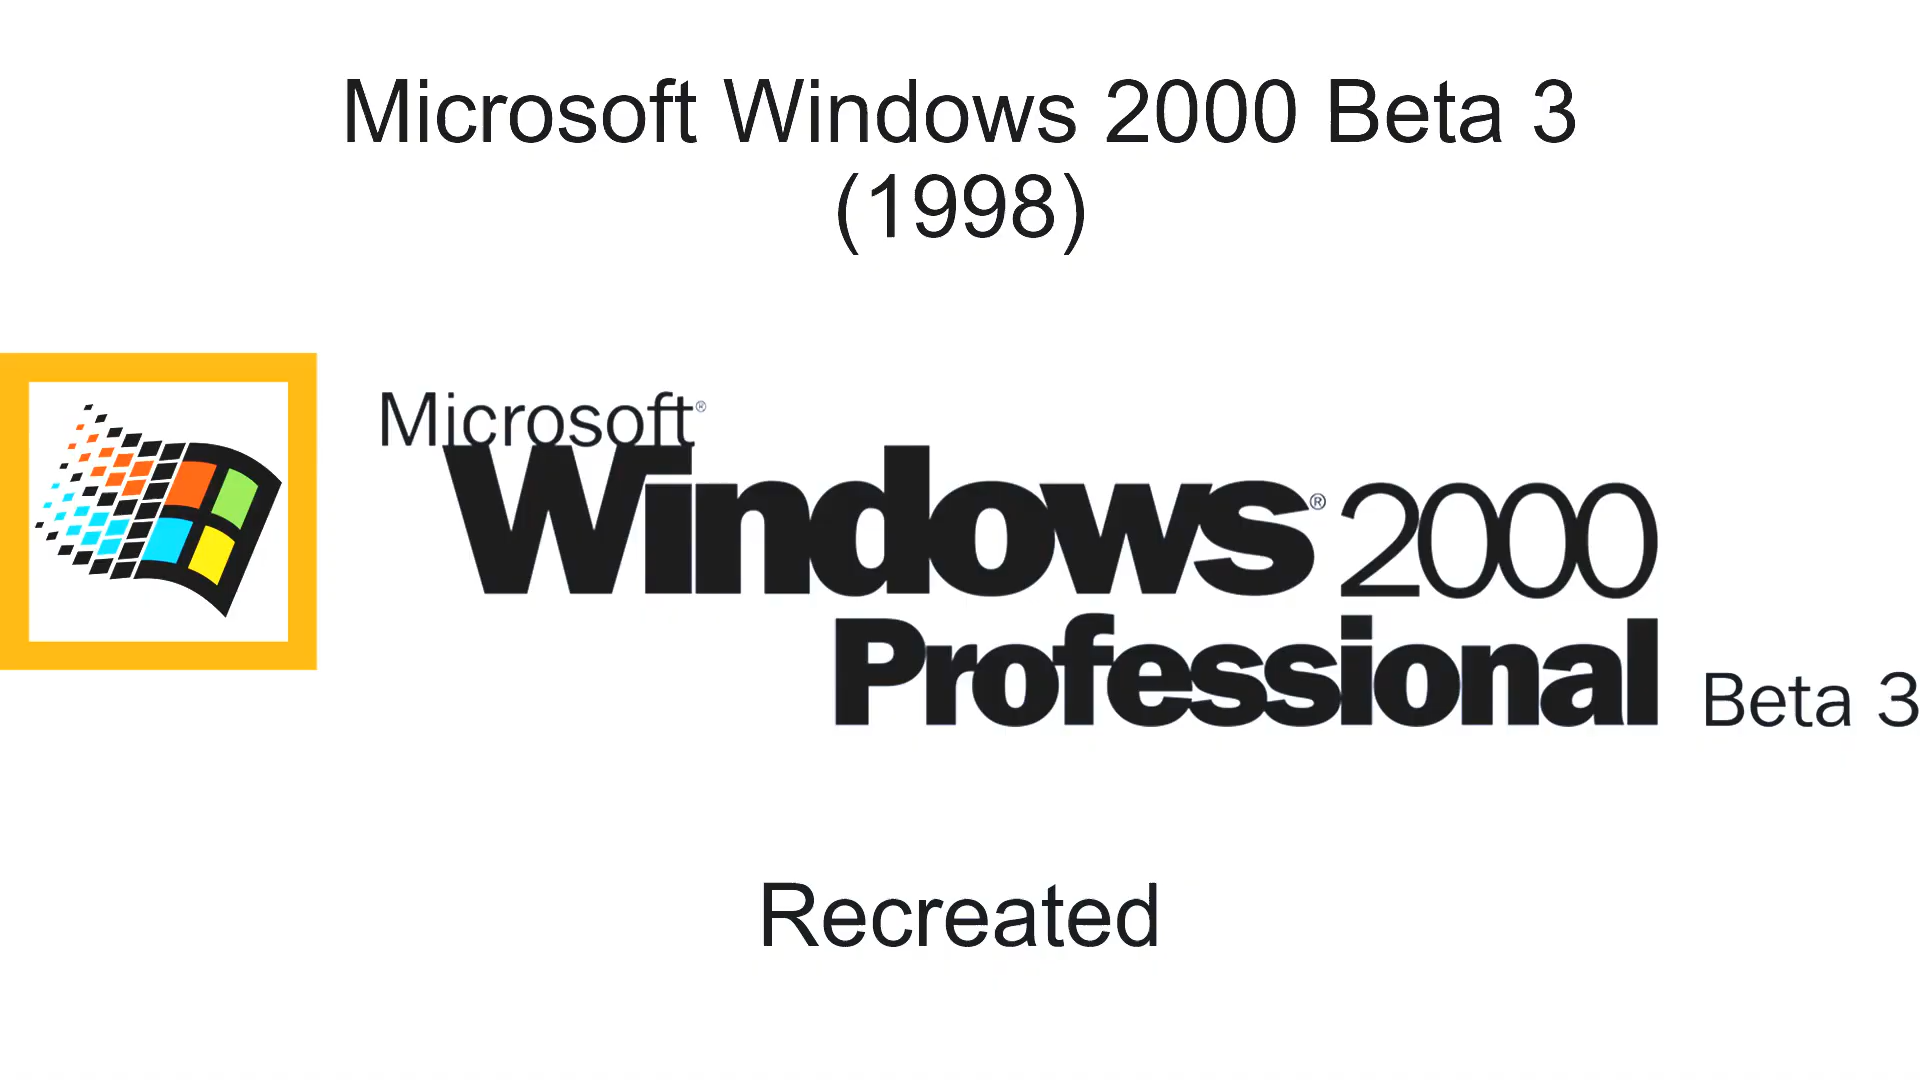 Microsoft Windows 2000 Beta 3
(1998)
Microsoft®
Windows® 2000
Professional Beta 3
Recreated